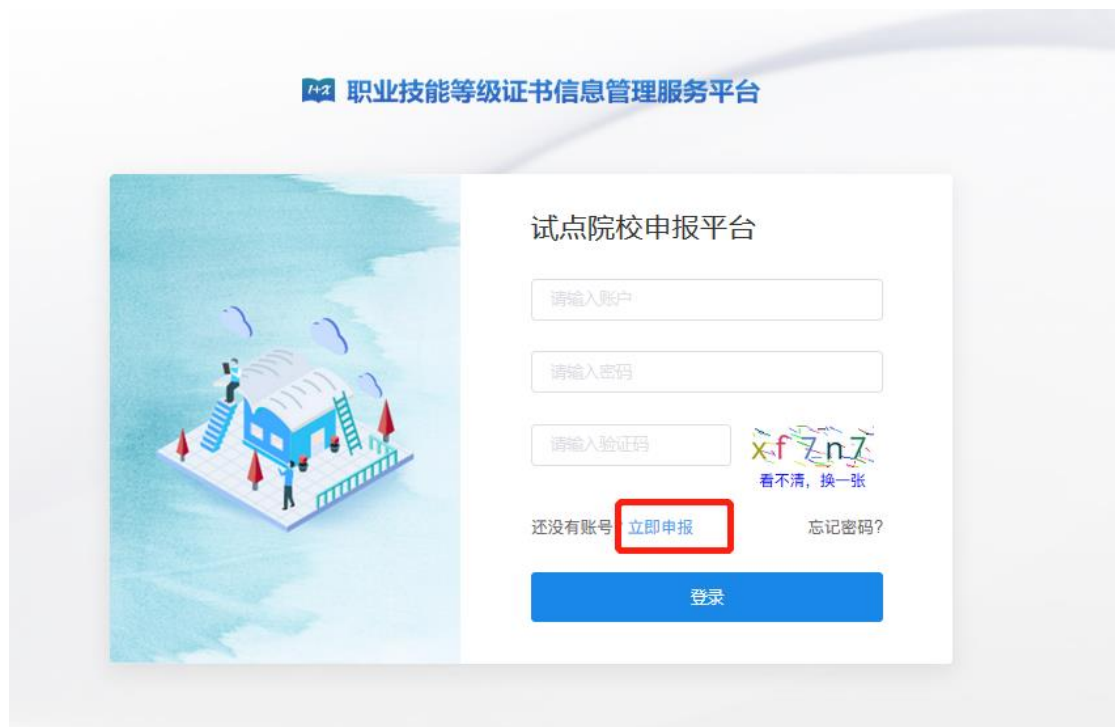 1+X 职业技能等级证书信息管理服务平台
试点院校申报平台
请输入账户
请输入密码
请输入验证码
xf7n7
看不清，换一张
还没有账号 立即申报 忘记密码?
登录